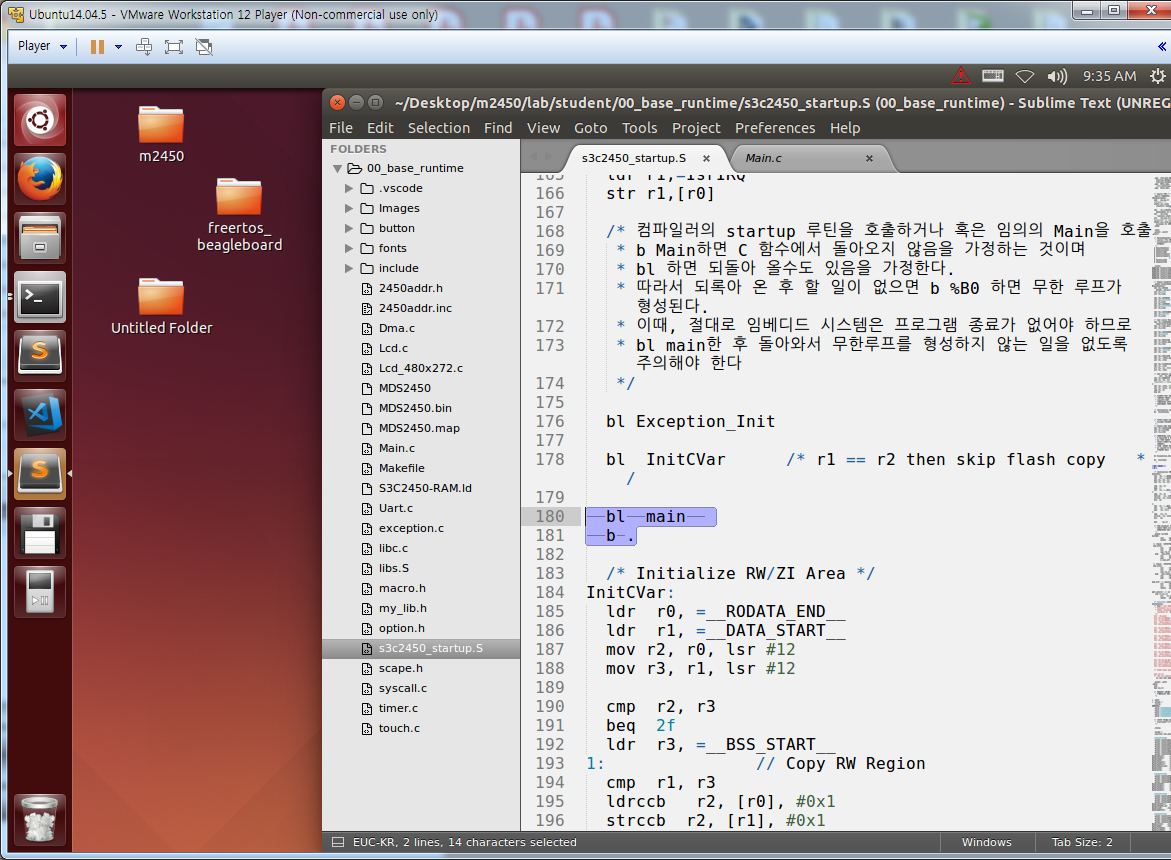 Ubuntu14.04.5 - VMware Workstation 12 Player (Non-commercial use only)
Player
9:35 AM
m2450
freertos_
beagleboard
Untitled Folder
~/Desktop/m2450/lab/student/00_base_runtime/s3c2450_startup.S (00_base_runtime) - Sublime Text (UNREG
File Edit Selection Find View Goto Tools Project Preferences Help
FOLDERS
00_base_runtime
.vscode
Images
button
fonts
include
2450addr.h
2450addr.inc
Dma.c
Lcd.c
Lcd_480x272.c
MDS2450
MDS2450.bin
MDS2450.map
Main.c
Makefile
S3C2450-RAM.ld
Uart.c
exception.c
libc.c
libs.S
macro.h
my_lib.h
option.h
s3c2450_startup.S
scape.h
syscall.c
timer.c
touch.c
s3c2450_startup.S
Main.c
165 ldr r1,=IsrIRQ
166 str r1,[r0]
167
168 /* 컴파일러의 startup 루틴을 호출하거나 혹은 임의의 Main을 호출
169 * b Main하면 C 함수에서 돌아오지 않음을 가정하는 것이며
170 * bl 하면 되돌아 올수도 있음을 가정한다.
171 * 따라서 되록아 온 후 할 일이 없으면 b %B0 하면 무한 루프가
형성된다.
172 * 이때, 절대로 임베디드 시스템은 프로그램 종료가 없어야 하므로
173 * bl main한 후 돌아와서 무한루프를 형성하지 않는 일을 없도록
주의해야 한다
174 */
175
176 bl Exception_Init
177
178 bl InitCVar /* r1 == r2 then skip flash copy *
/
179
180 bl main
181 b .
182
183 /* Initialize RW/ZI Area */
184 InitCVar:
185 ldr r0, =__RODATA_END__
186 ldr r1, =__DATA_START__
187 mov r2, r0, lsr #12
188 mov r3, r1, lsr #12
189
190 cmp r2, r3
191 beq 2f
192 ldr r3, =__BSS_START__
193 1: // Copy RW Region
194 cmp r1, r3
195 ldrccb r2, [r0], #0x1
196 strccb r2, [r1], #0x1
EUC-KR, 2 lines, 14 characters selected
Windows
Tab Size: 2